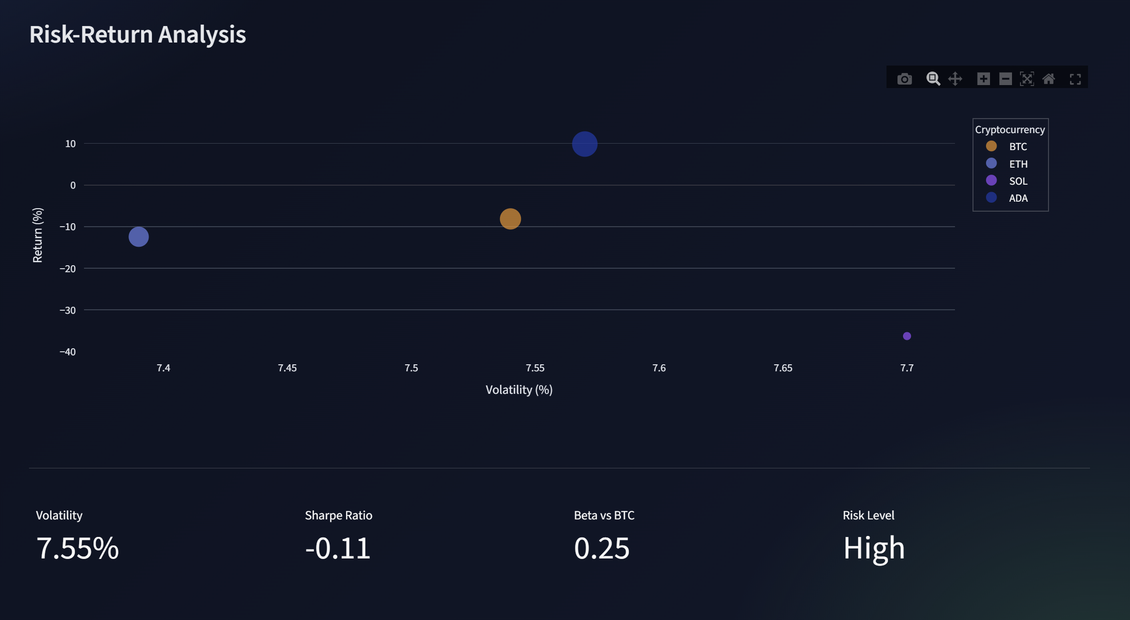 Risk-Return Analysis
Cryptocurrency
BTC
ETH
SOL
ADA
10
0
−10
−20
−30
−40
Return (%)
7.4
7.45
7.5
7.55
7.6
7.65
7.7
Volatility (%)
Volatility
7.55%
Sharpe Ratio
-0.11
Beta vs BTC
0.25
Risk Level
High